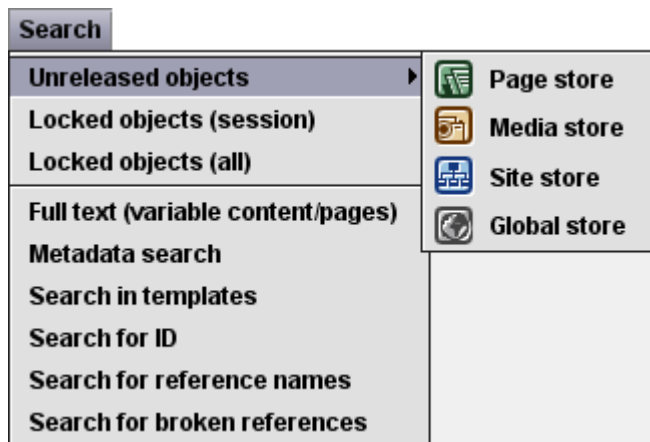 Search
Unreleased objects
Locked objects (session)
Locked objects (all)
Full text (variable content/pages)
Metadata search
Search in templates
Search for ID
Search for reference names
Search for broken references
Page store
Media store
Site store
Global store